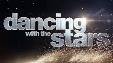 dancing
with the
stars